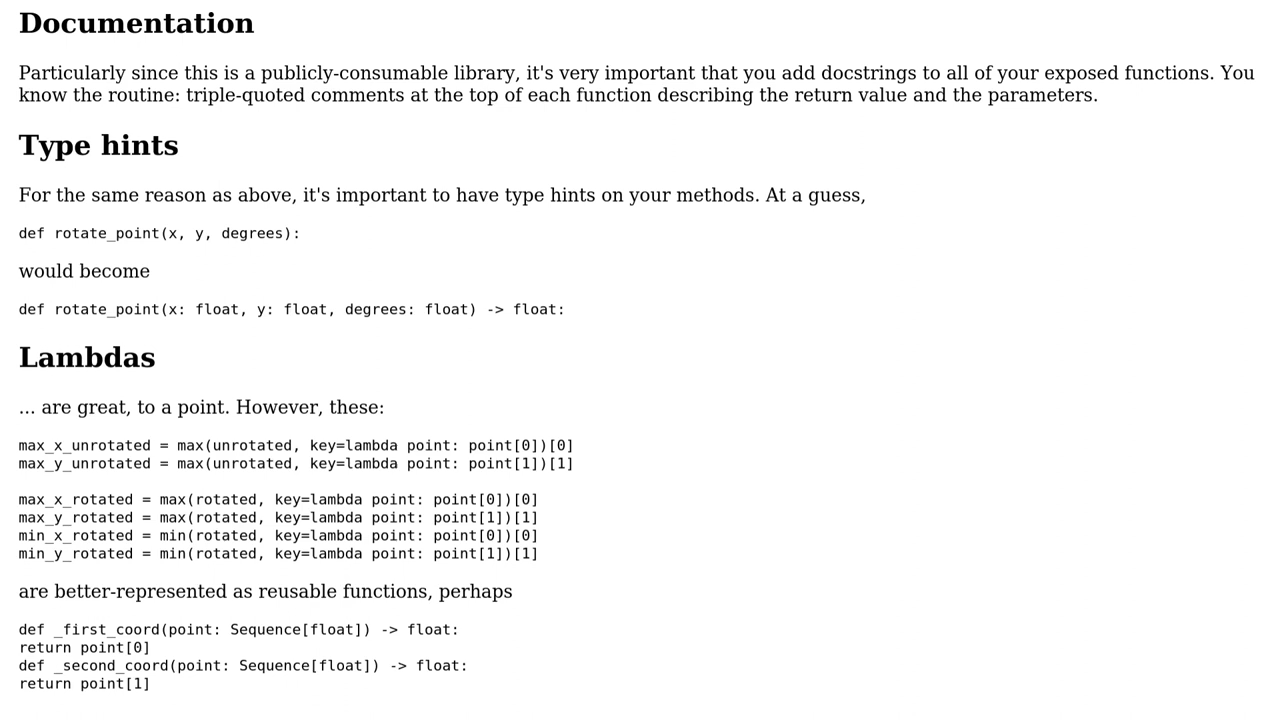 Documentation
Particularly since this is a publicly-consumable library, it's very important that you add docstrings to all of your exposed functions. You
know the routine: triple-quoted comments at the top of each function describing the return value and the parameters.
Type hints
For the same reason as above, it's important to have type hints on your methods. At a guess,
def rotate_point(x, y, degrees):
would become
def rotate_point(x: float, y: float, degrees: float) -> float:
Lambdas
... are great, to a point. However, these:
max_x_unrotated = max(unrotated, key=lambda point: point[0])[0]
max_y_unrotated = max(unrotated, key=lambda point: point[1])[1]
max_x_rotated = max(rotated, key=lambda point: point[0])[0]
max_y_rotated = max(rotated, key=lambda point: point[1])[1]
min_x_rotated = min(rotated, key=lambda point: point[0])[0]
min_y_rotated = min(rotated, key=lambda point: point[1])[1]
are better-represented as reusable functions, perhaps
def _first_coord(point: Sequence[float]) -> float:
return point[0]
def _second_coord(point: Sequence[float]) -> float:
return point[1]